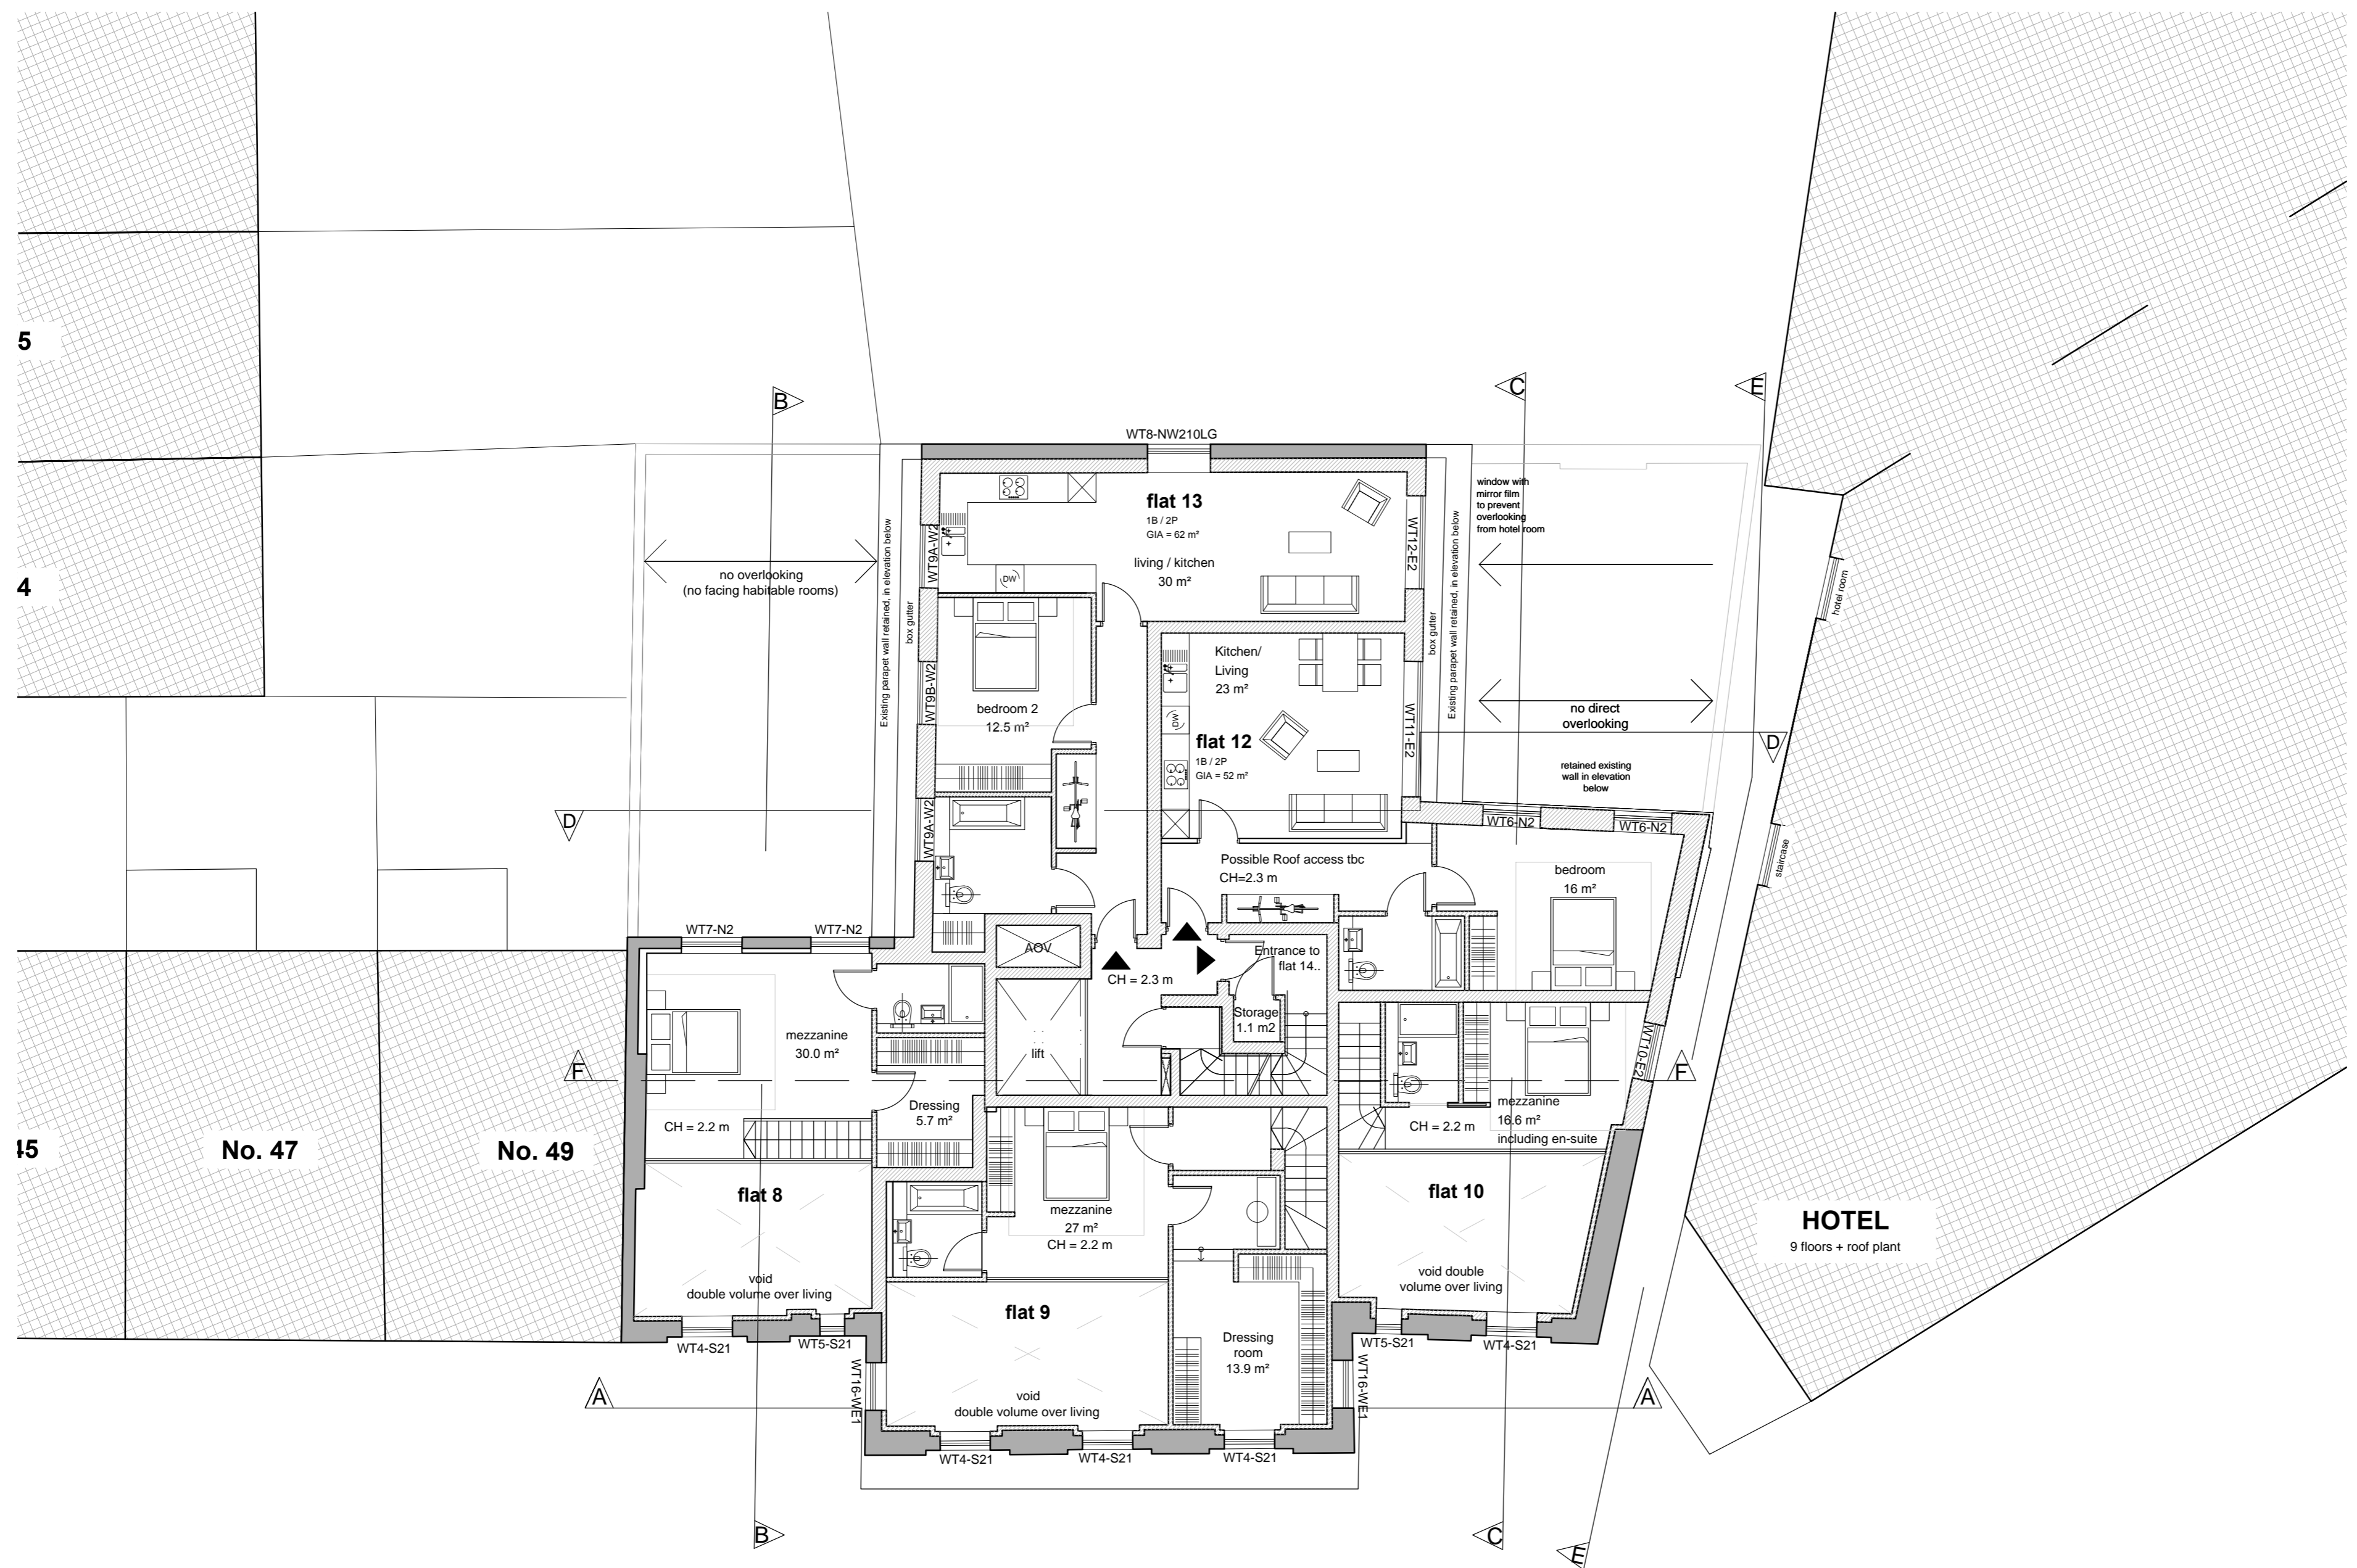 5
4
45
No. 47
No. 49
B
C
E
WT8-NW210LG
flat 13
1B / 2P
GIA = 62 m²
living / kitchen
30 m²
DW
WT9A-W2
WT12-E2
window with
mirror film
to prevent
overlooking
from hotel room
no overlooking
(no facing habitable rooms)
Existing parapet wall retained, in elevation below
box gutter
box gutter
Existing parapet wall retained, in elevation below
hotel room
bedroom 2
12.5 m²
WT9B-W2
Kitchen/
Living
23 m²
DW
flat 12
1B / 2P
GIA = 52 m²
WT11-E2
no direct
overlooking
D
retained existing
wall in elevation
below
D
WT9A-W2
WT6-N2
WT6-N2
staircase
Possible Roof access tbc
CH=2.3 m
bedroom
16 m²
WT7-N2
WT7-N2
AOV
CH = 2.3 m
Entrance to
flat 14..
Storage
1.1 m2
lift
mezzanine
30.0 m²
Dressing
5.7 m²
CH = 2.2 m
F
F
WT10-E2
mezzanine
16.6 m²
including en-suite
CH = 2.2 m
flat 8
void
double volume over living
mezzanine
27 m²
CH = 2.2 m
flat 9
void
double volume over living
Dressing
room
13.9 m²
flat 10
void double
volume over living
HOTEL
9 floors + roof plant
WT4-S21
WT5-S21
WT16-WE1
WT16-WE1
WT5-S21
WT4-S21
A
A
WT4-S21
WT4-S21
WT4-S21
B
C
E